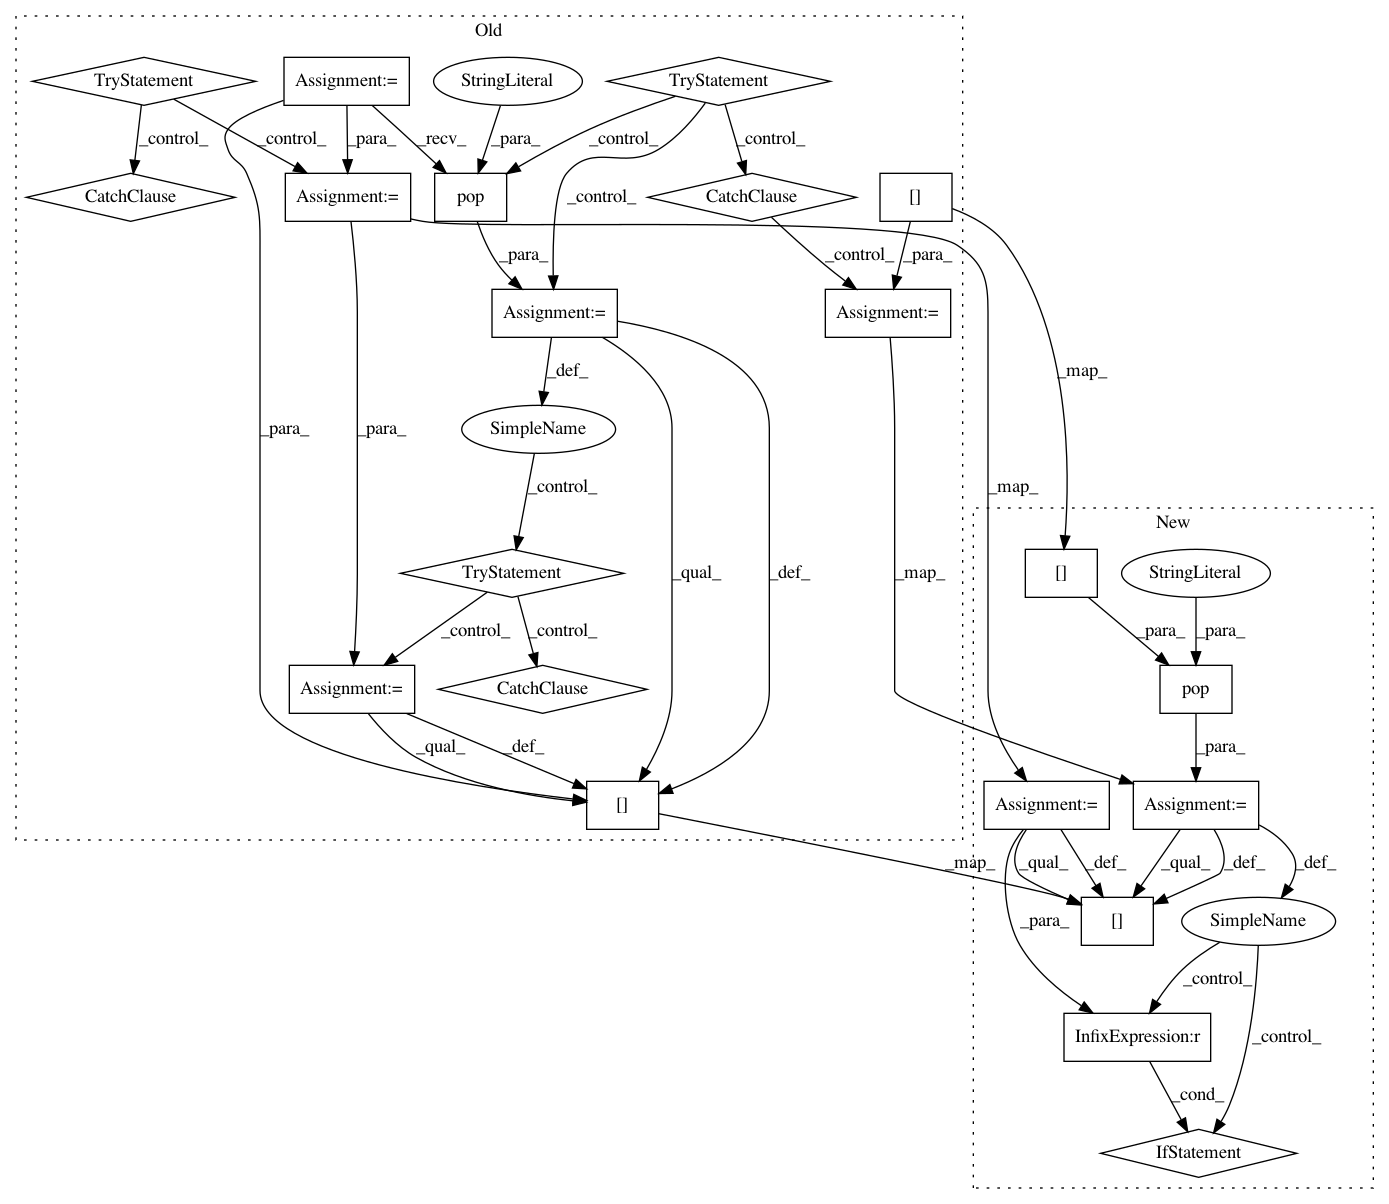 Old
TryStatement
Assignment:=
StringLiteral
TryStatement
_control_
_control_
_para_
_recv_
_para_
_control_
_control_
CatchClause
Assignment:=
pop
_control_
CatchClause
[]
_para_
_control_
_para_
Assignment:=
Assignment:=
_def_
_map_
_para_
_para_
SimpleName
_control_
_map_
New
TryStatement
_qual_
_def_
_map_
[]
StringLiteral
_control_
_control_
_para_
_para_
Assignment:=
CatchClause
pop
_qual_
_def_
_para_
[]
Assignment:=
Assignment:=
_map_
_qual_
_def_
_qual_
_def_
_def_
_para_
[]
SimpleName
_control_
InfixExpression:r
_control_
_cond_
IfStatement